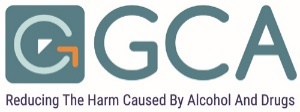 GCA
Reducing The Harm Caused By Alcohol And Drugs